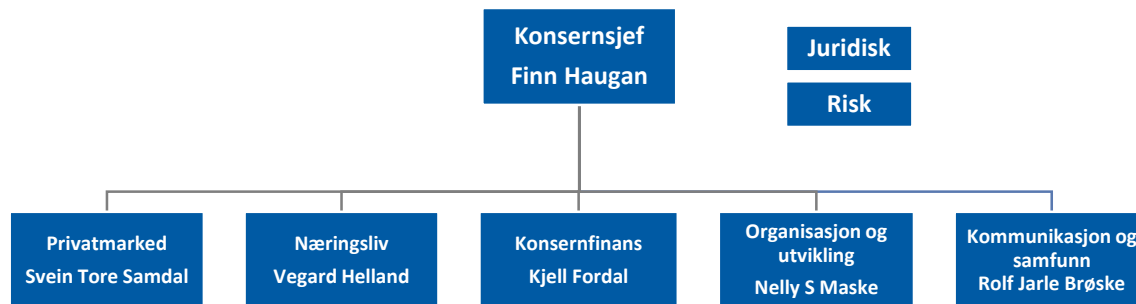 Konsernsjef
Finn Haugan
Juridisk
Risk
Privatmarked
Svein Tore Samdal
Næringsliv
Vegard Helland
Konsernfinans
Kjell Fordal
Organisasjon og
utvikling
Nelly S Maske
Kommunikasjon og
samfunn
Rolf Jarle Brøske